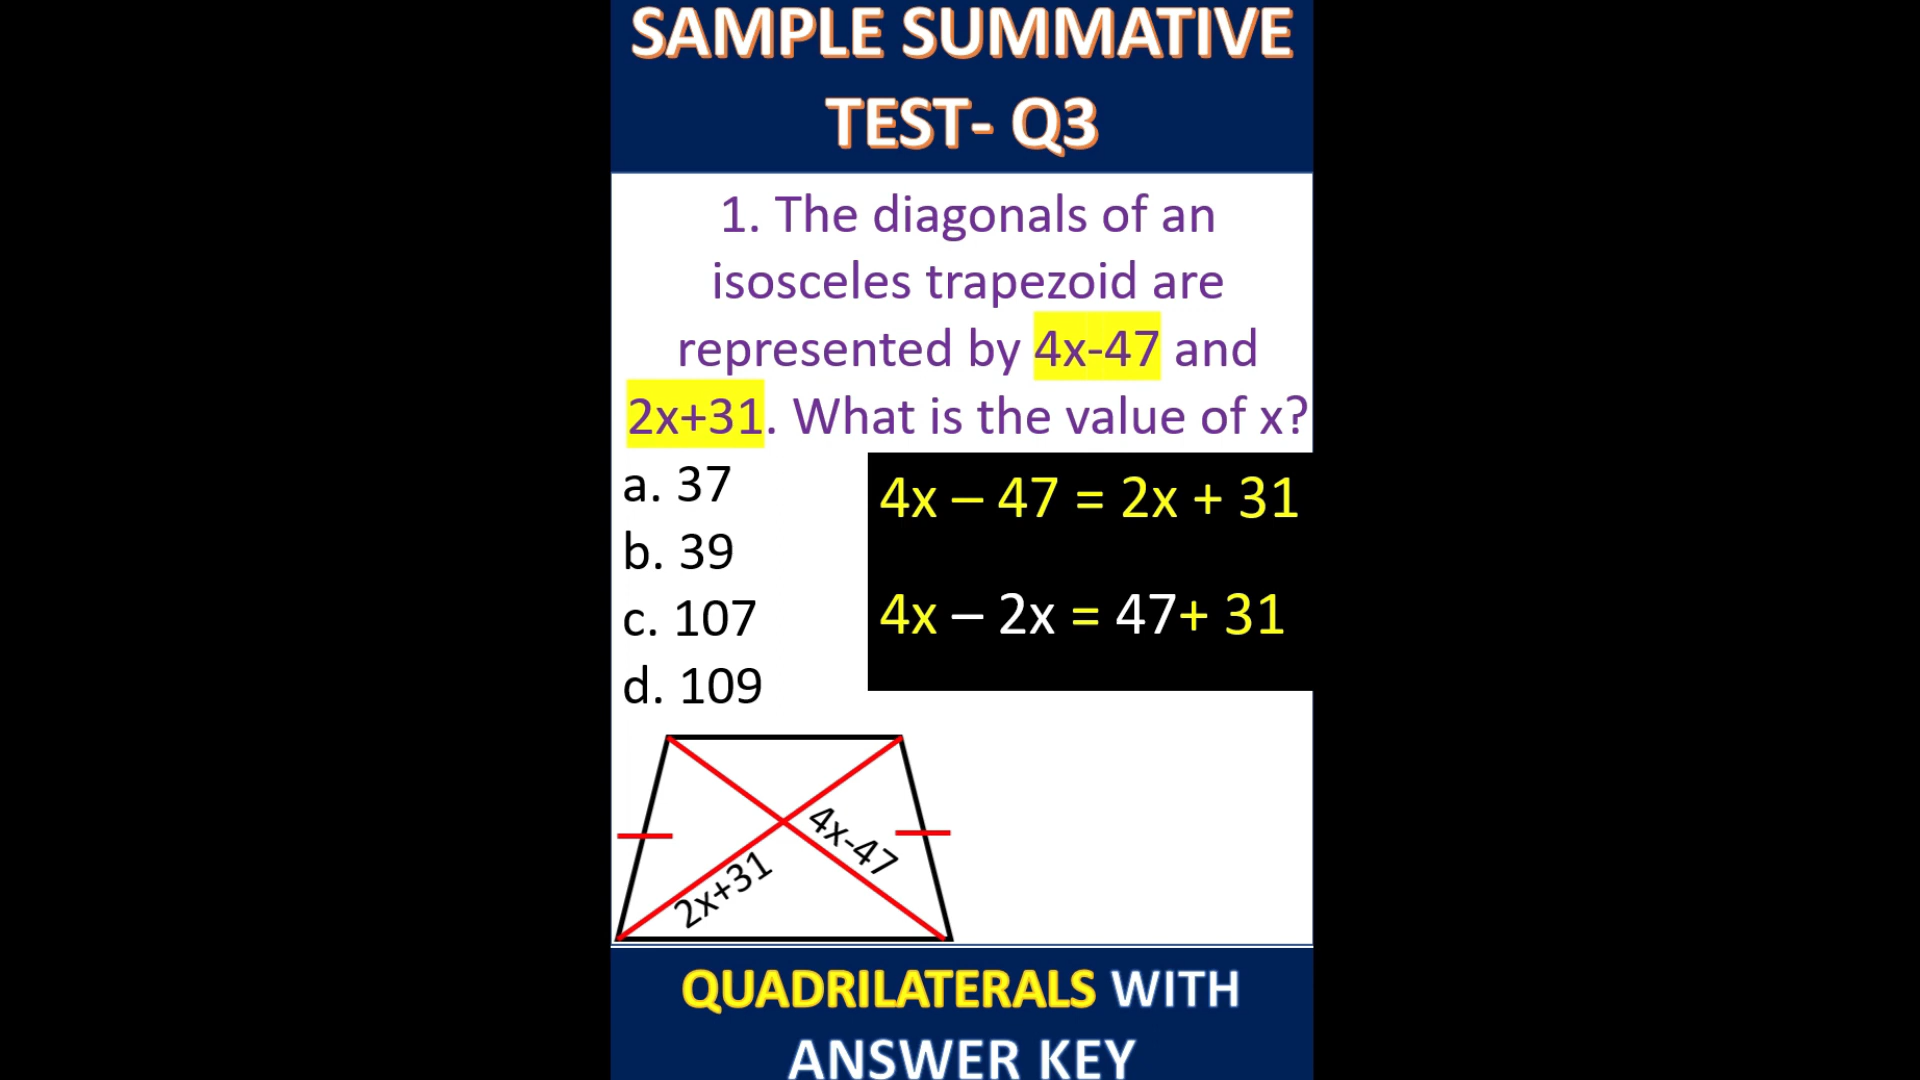 SAMPLE SUMMATIVE
TEST- Q3
1. The diagonals of an
isosceles trapezoid are
represented by 4x-47 and
2x+31. What is the value of x?
a. 37
b. 39
c. 107
d. 109
4x – 47 = 2x + 31
4x – 2x = 47+ 31
4x-47
2x+31
QUADRILATERALS WITH
ANSWER KEY